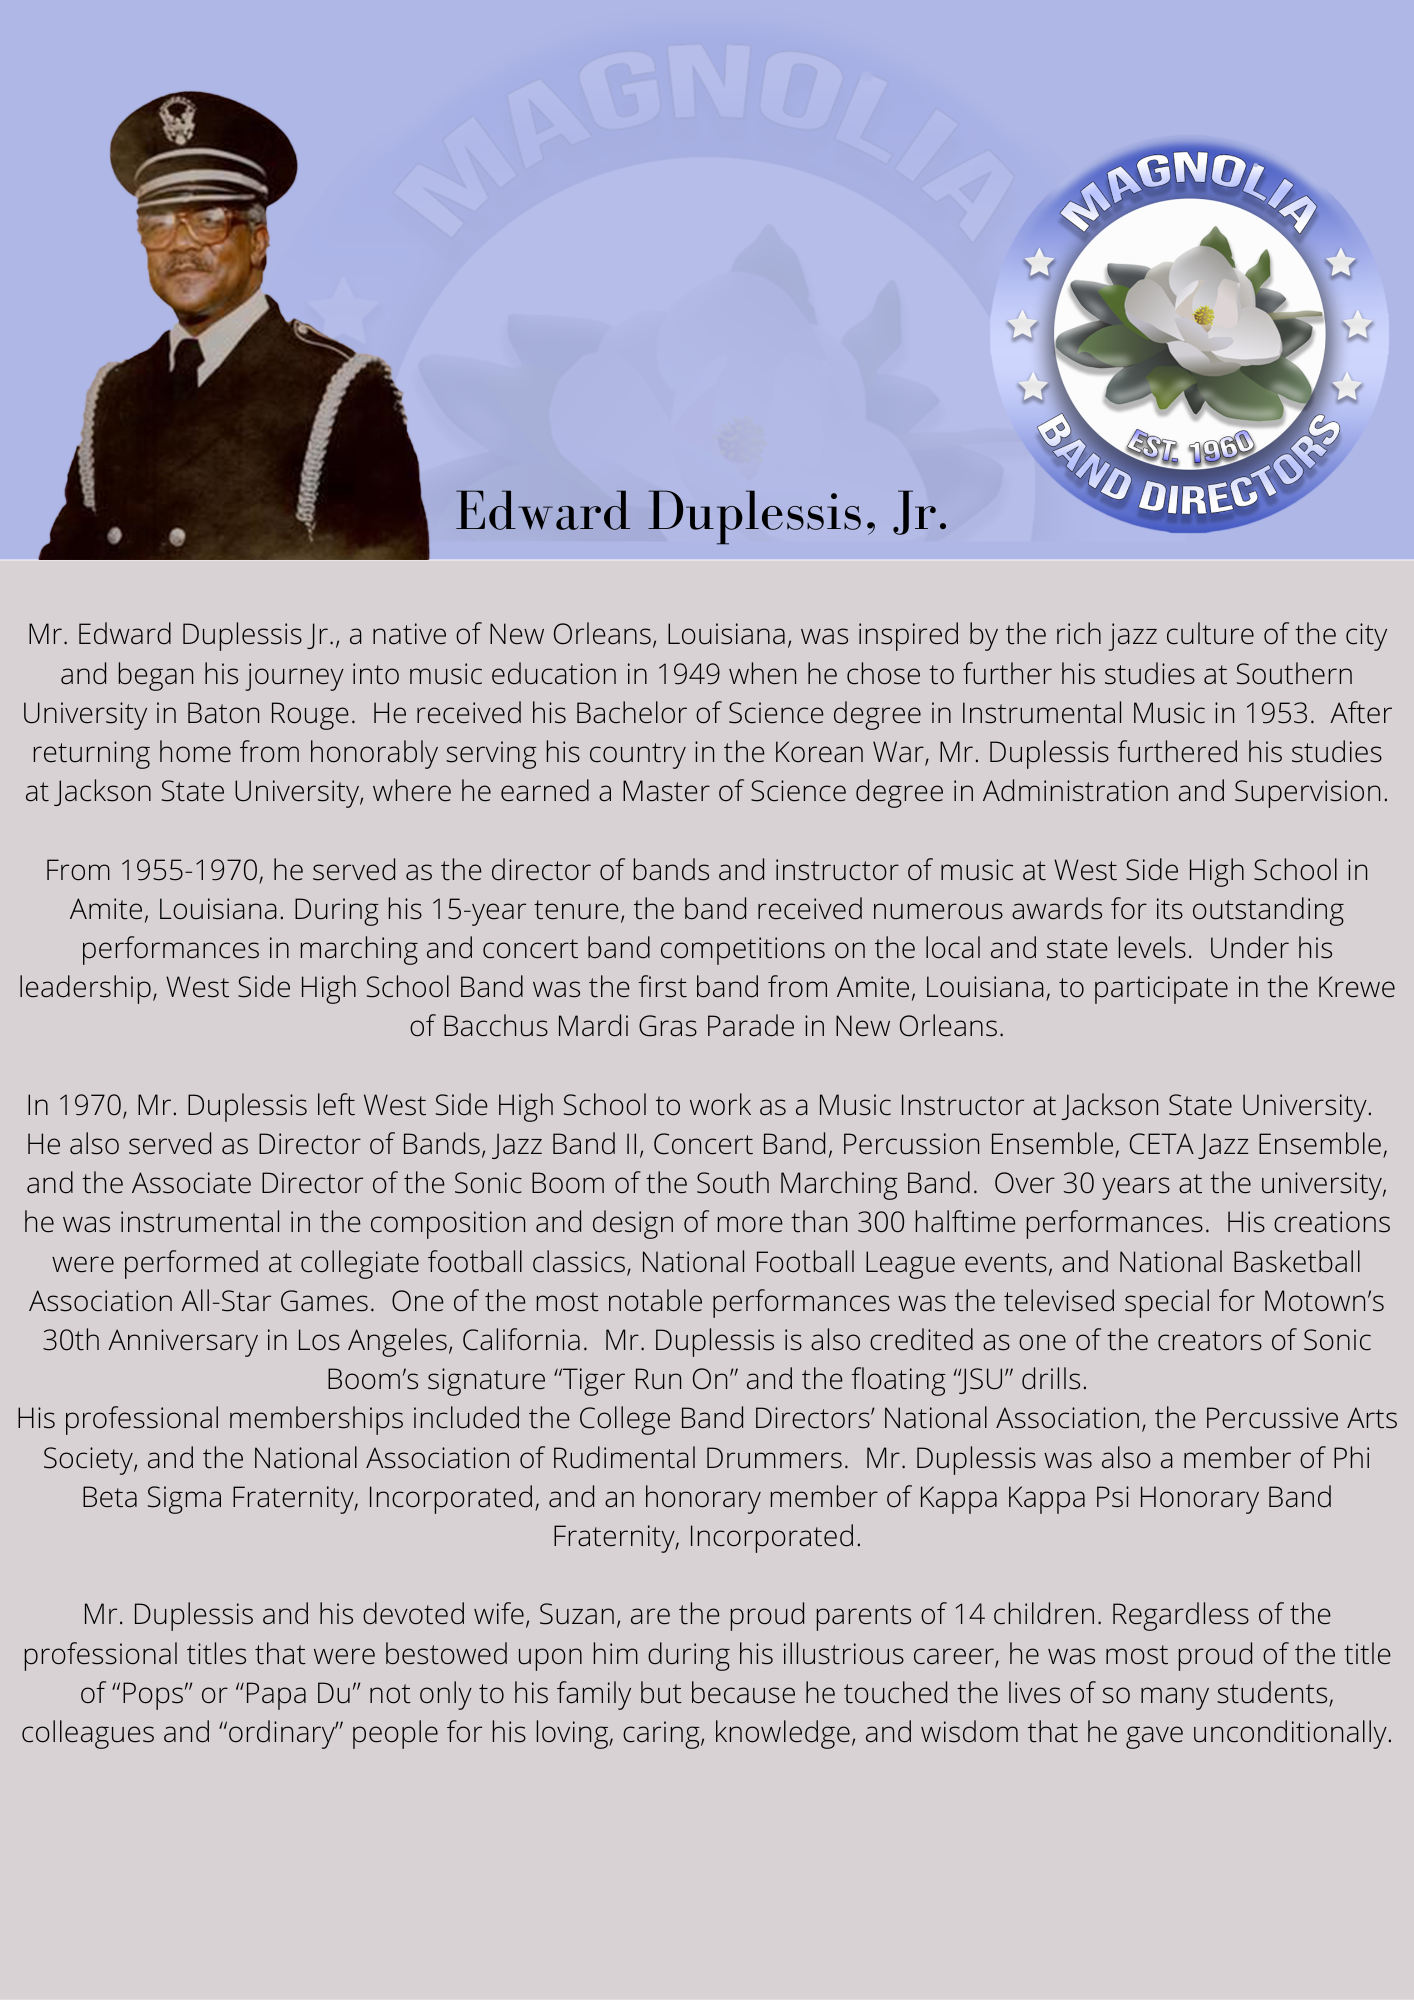 MAGNOLIA
MAGNOLIA
EST. 1960
BAND DIRECTORS
Edward Duplessis, Jr.
Mr. Edward Duplessis Jr., a native of New Orleans, Louisiana, was inspired by the rich jazz culture of the city
and began his journey into music education in 1949 when he chose to further his studies at Southern
University in Baton Rouge.  He received his Bachelor of Science degree in Instrumental Music in 1953.  After
returning home from honorably serving his country in the Korean War, Mr. Duplessis furthered his studies
at Jackson State University, where he earned a Master of Science degree in Administration and Supervision.
From 1955-1970, he served as the director of bands and instructor of music at West Side High School in
Amite, Louisiana. During his 15-year tenure, the band received numerous awards for its outstanding
performances in marching and concert band competitions on the local and state levels.  Under his
leadership, West Side High School Band was the first band from Amite, Louisiana, to participate in the Krewe
of Bacchus Mardi Gras Parade in New Orleans.
In 1970, Mr. Duplessis left West Side High School to work as a Music Instructor at Jackson State University.
He also served as Director of Bands, Jazz Band II, Concert Band, Percussion Ensemble, CETA Jazz Ensemble,
and the Associate Director of the Sonic Boom of the South Marching Band.  Over 30 years at the university,
he was instrumental in the composition and design of more than 300 halftime performances.  His creations
were performed at collegiate football classics, National Football League events, and National Basketball
Association All-Star Games.  One of the most notable performances was the televised special for Motown’s
30th Anniversary in Los Angeles, California.  Mr. Duplessis is also credited as one of the creators of Sonic
Boom’s signature “Tiger Run On” and the floating “JSU” drills.
His professional memberships included the College Band Directors’ National Association, the Percussive Arts
Society, and the National Association of Rudimental Drummers.  Mr. Duplessis was also a member of Phi
Beta Sigma Fraternity, Incorporated, and an honorary member of Kappa Kappa Psi Honorary Band
Fraternity, Incorporated.
Mr. Duplessis and his devoted wife, Suzan, are the proud parents of 14 children. Regardless of the
professional titles that were bestowed upon him during his illustrious career, he was most proud of the title
of “Pops” or “Papa Du” not only to his family but because he touched the lives of so many students,
colleagues and “ordinary” people for his loving, caring, knowledge, and wisdom that he gave unconditionally.